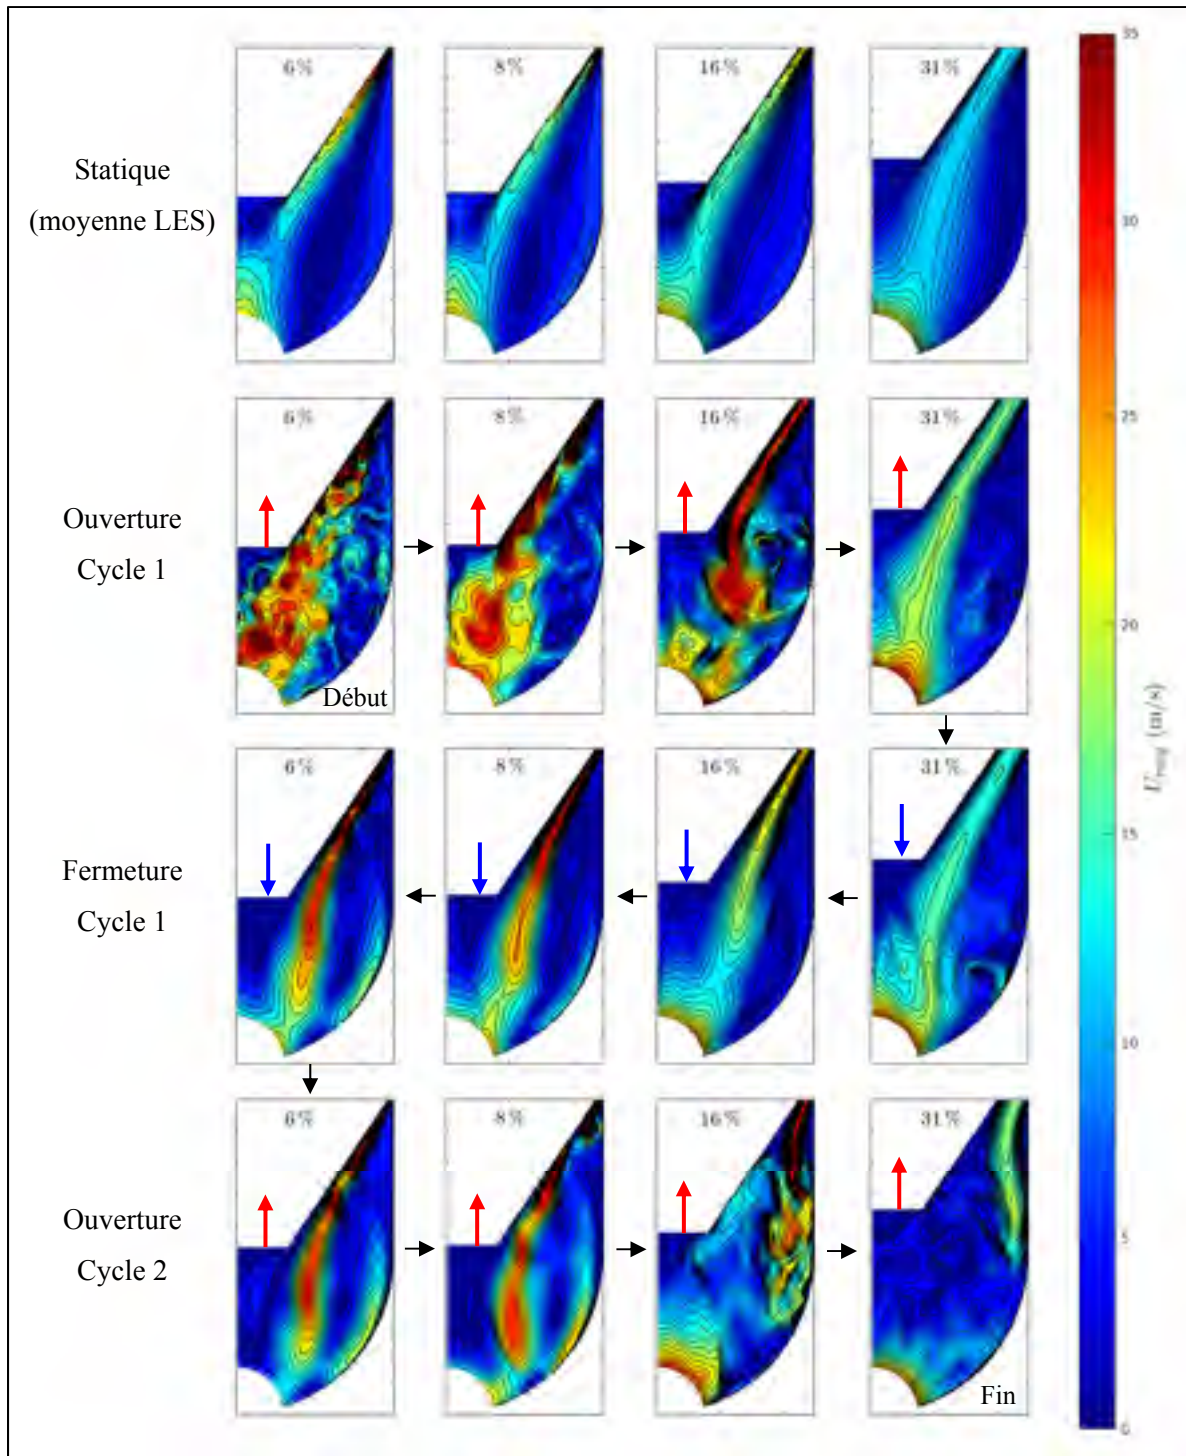 6% 8% 16% 31%
Statique
(moyenne LES)
6% 8% 16% 31%
Ouverture
Cycle 1
Début
6% 8% 16% 31%
Fermeture
Cycle 1
6% 8% 16% 31%
Ouverture
Cycle 2
Fin
35
30
25
20
15
10
5
0
U_mag (m/s)